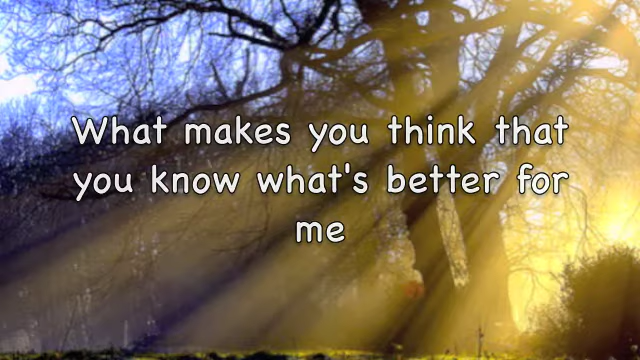 What makes you think that
you know what's better for
me